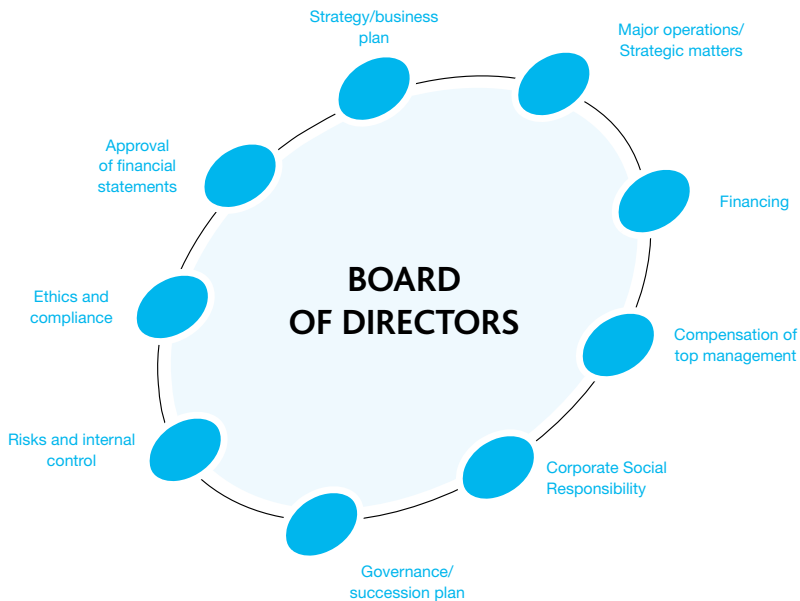 Strategy/business
plan
Major operations/
Strategic matters
Approval
of financial
statements
Financing
BOARD
OF DIRECTORS
Ethics and
compliance
Compensation of
top management
Risks and internal
control
Corporate Social
Responsibility
Governance/
succession plan